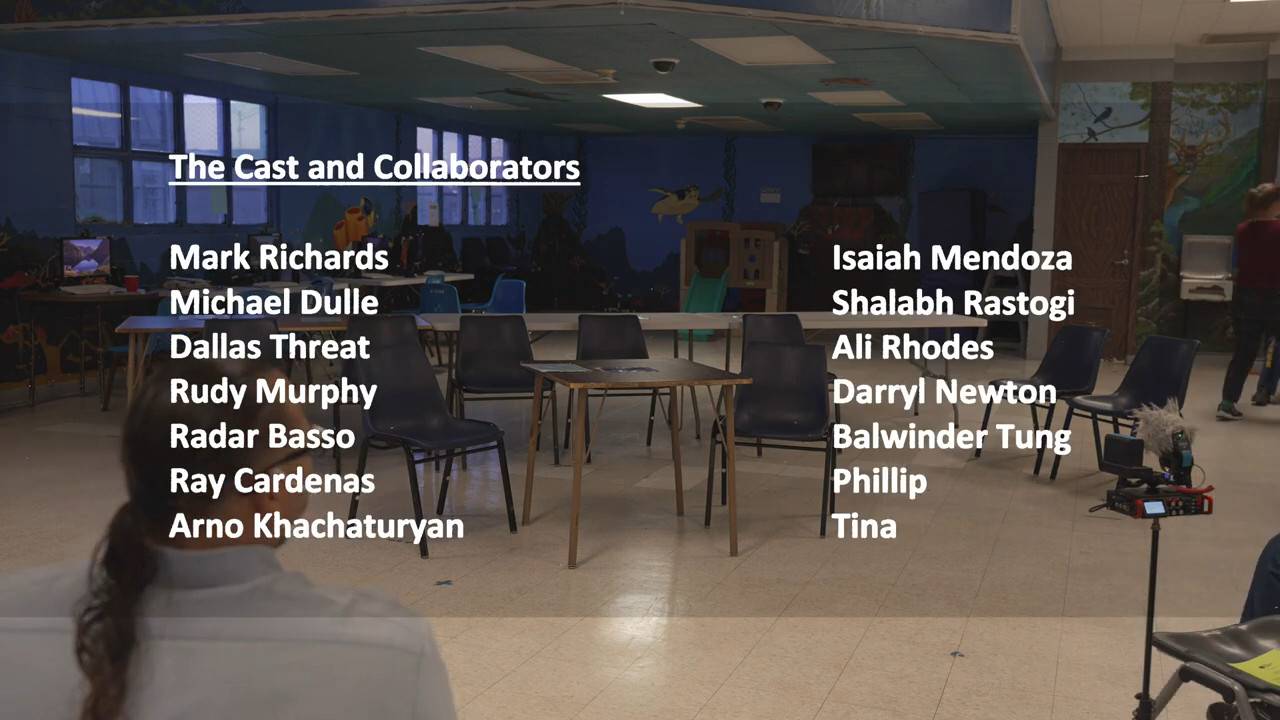 The Cast and Collaborators
Mark Richards
Michael Dulle
Dallas Threat
Rudy Murphy
Radar Basso
Ray Cardenas
Arno Khachaturyan
Isaiah Mendoza
Shalabh Rastogi
Ali Rhodes
Darryl Newton
Balwinder Tung
Phillip
Tina